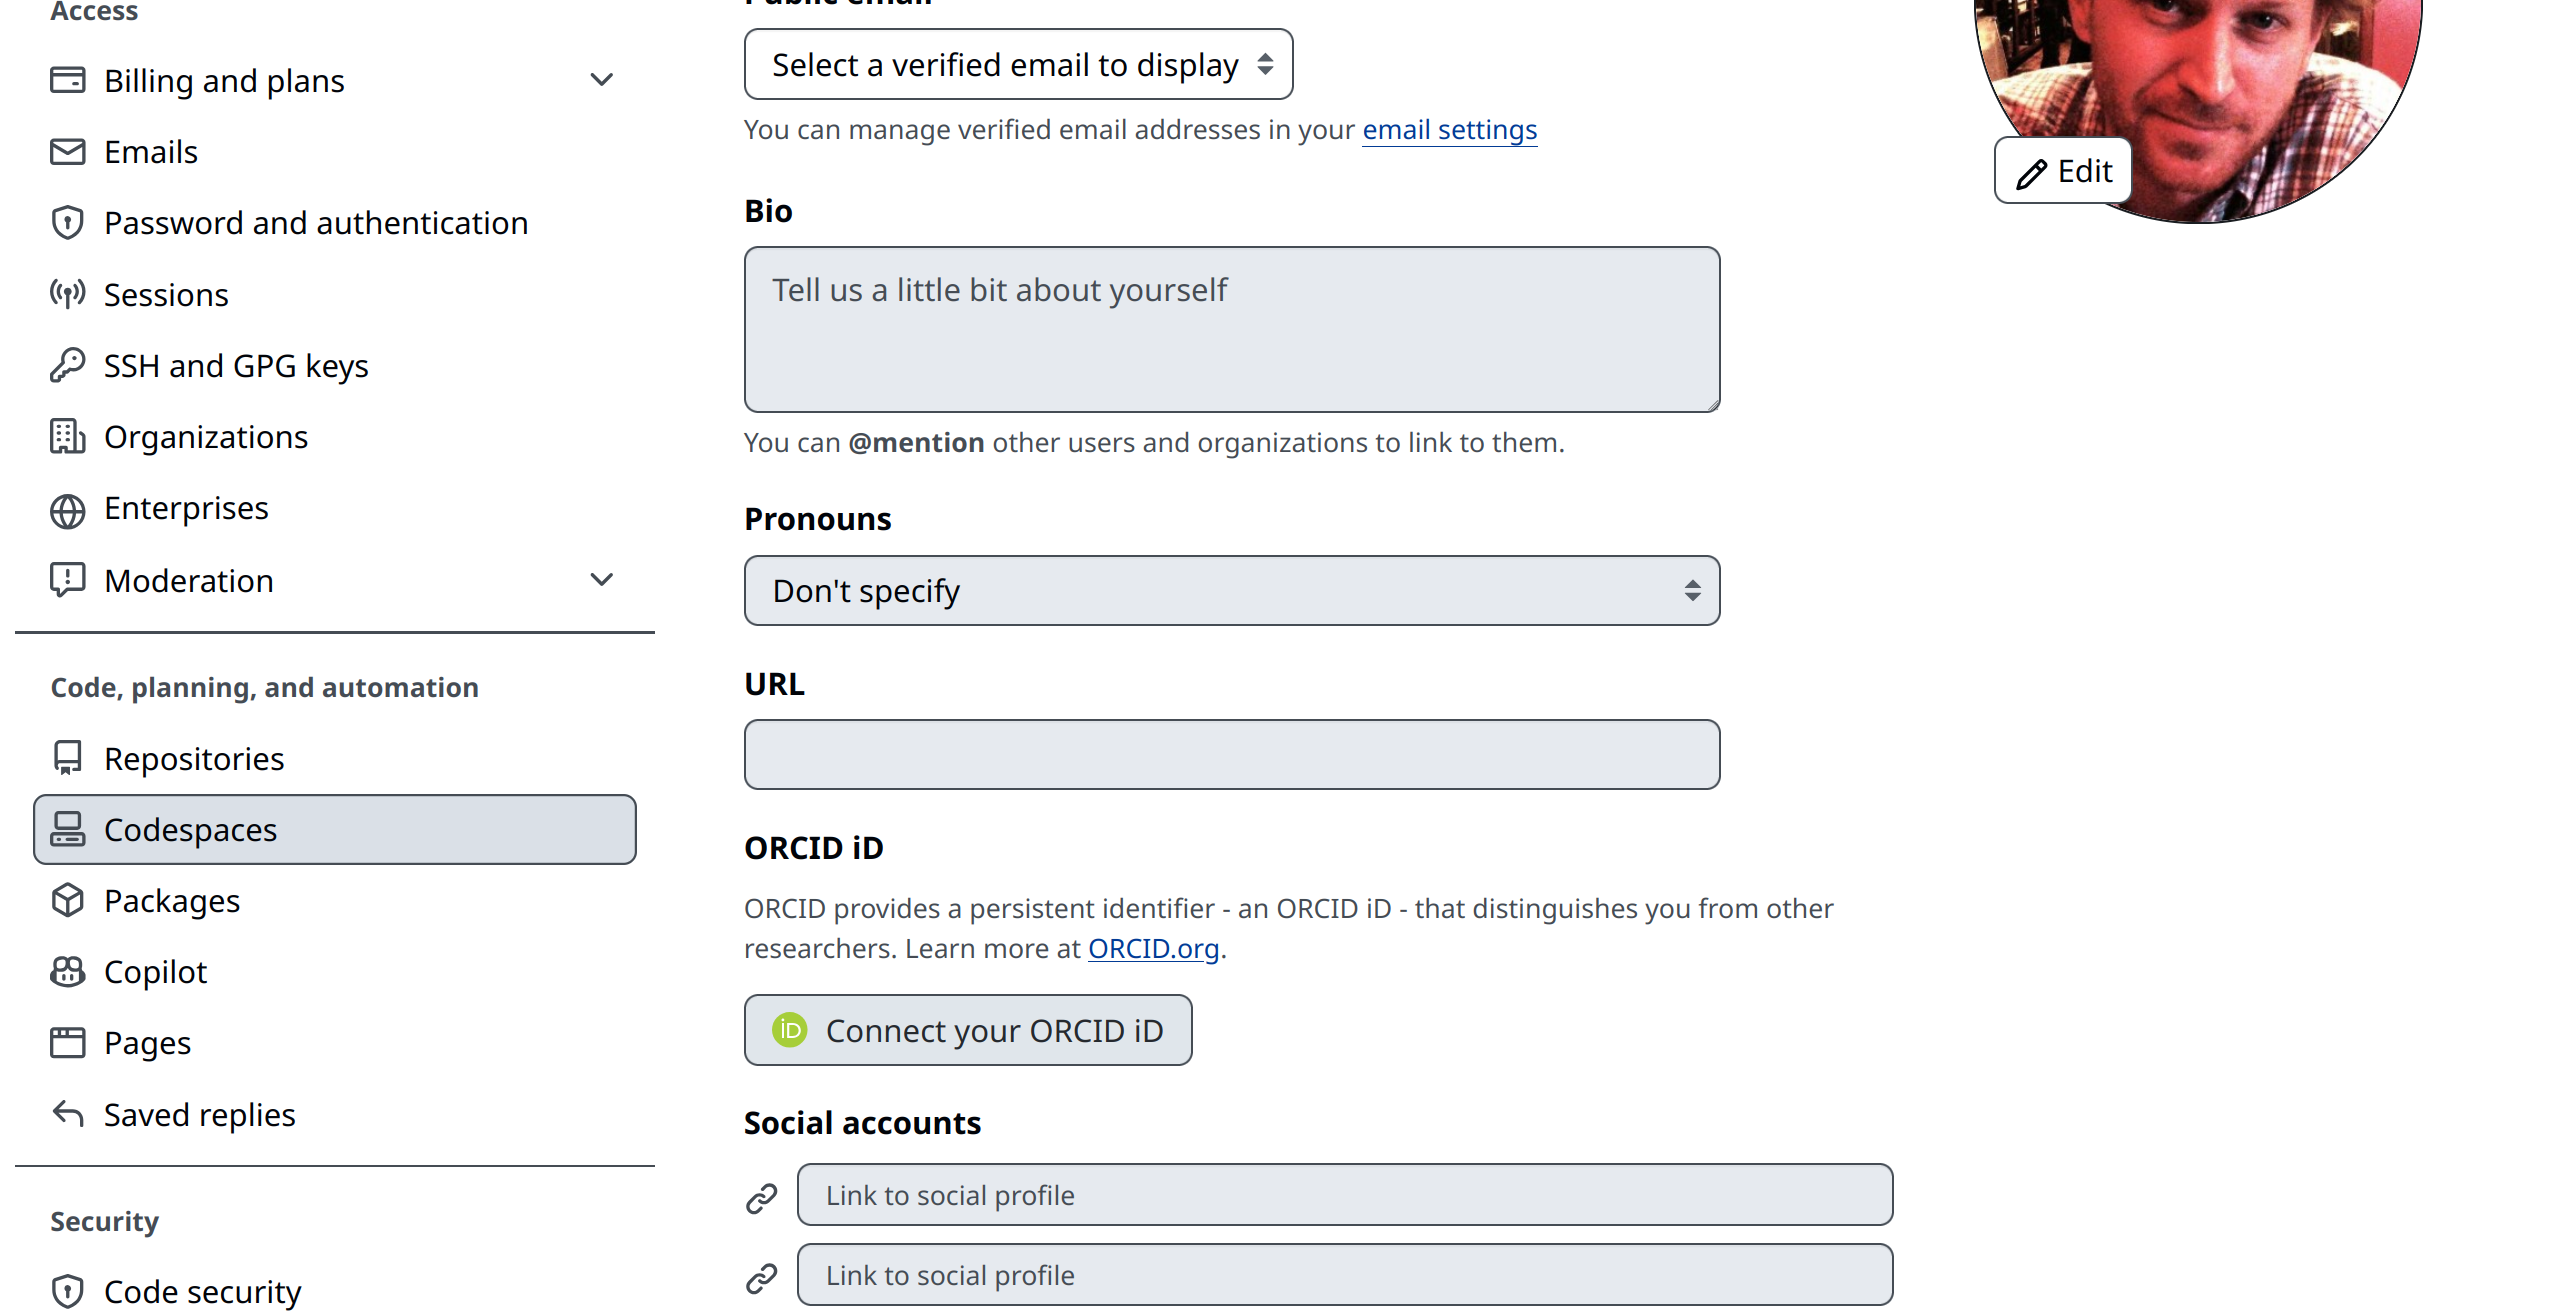 Access
Billing and plans
Emails
Password and authentication
Sessions
SSH and GPG keys
Organizations
Enterprises
Moderation
Code, planning, and automation
Repositories
Codespaces
Packages
Copilot
Pages
Saved replies
Security
Code security
Public email
Select a verified email to display
You can manage verified email addresses in your email settings
Bio
Tell us a little bit about yourself
You can @mention other users and organizations to link to them.
Pronouns
Don't specify
URL
ORCID iD
ORCID provides a persistent identifier - an ORCID iD - that distinguishes you from other
researchers. Learn more at ORCID.org.
iD Connect your ORCID iD
Social accounts
Link to social profile
Link to social profile
Edit